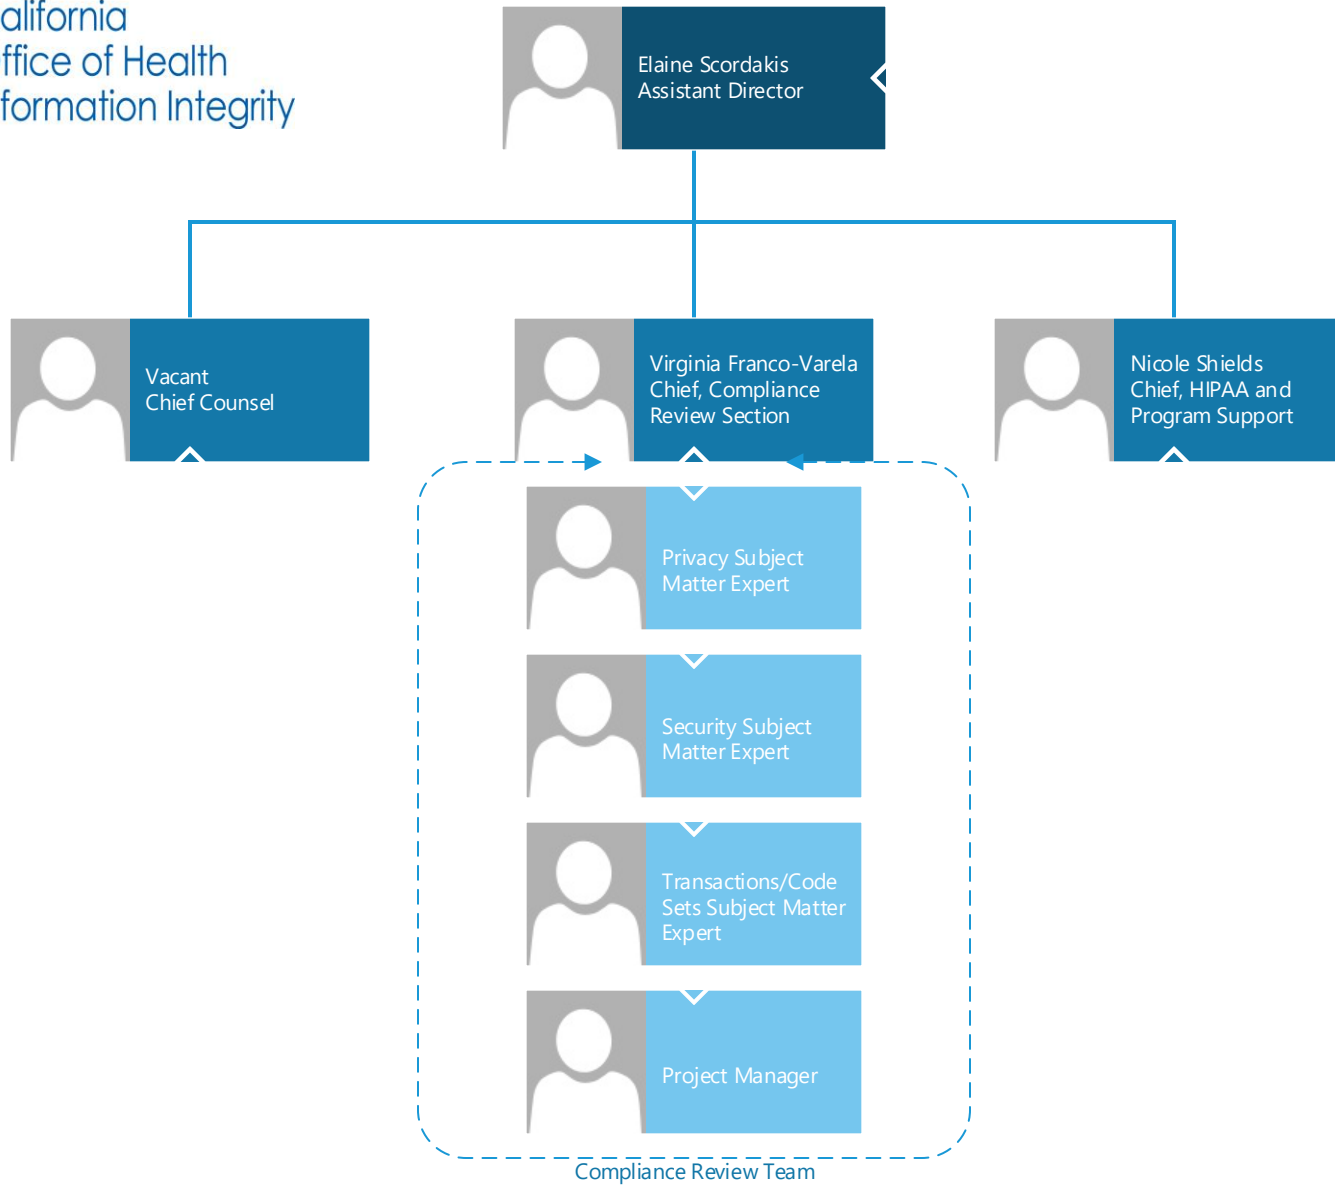 alifornia
ffice of Health
formation Integrity
Elaine Scordakis
Assistant Director
Vacant
Chief Counsel
Virginia Franco-Varela
Chief, Compliance
Review Section
Nicole Shields
Chief, HIPAA and
Program Support
Privacy Subject
Matter Expert
Security Subject
Matter Expert
Transactions/Code
Sets Subject Matter
Expert
Project Manager
Compliance Review Team